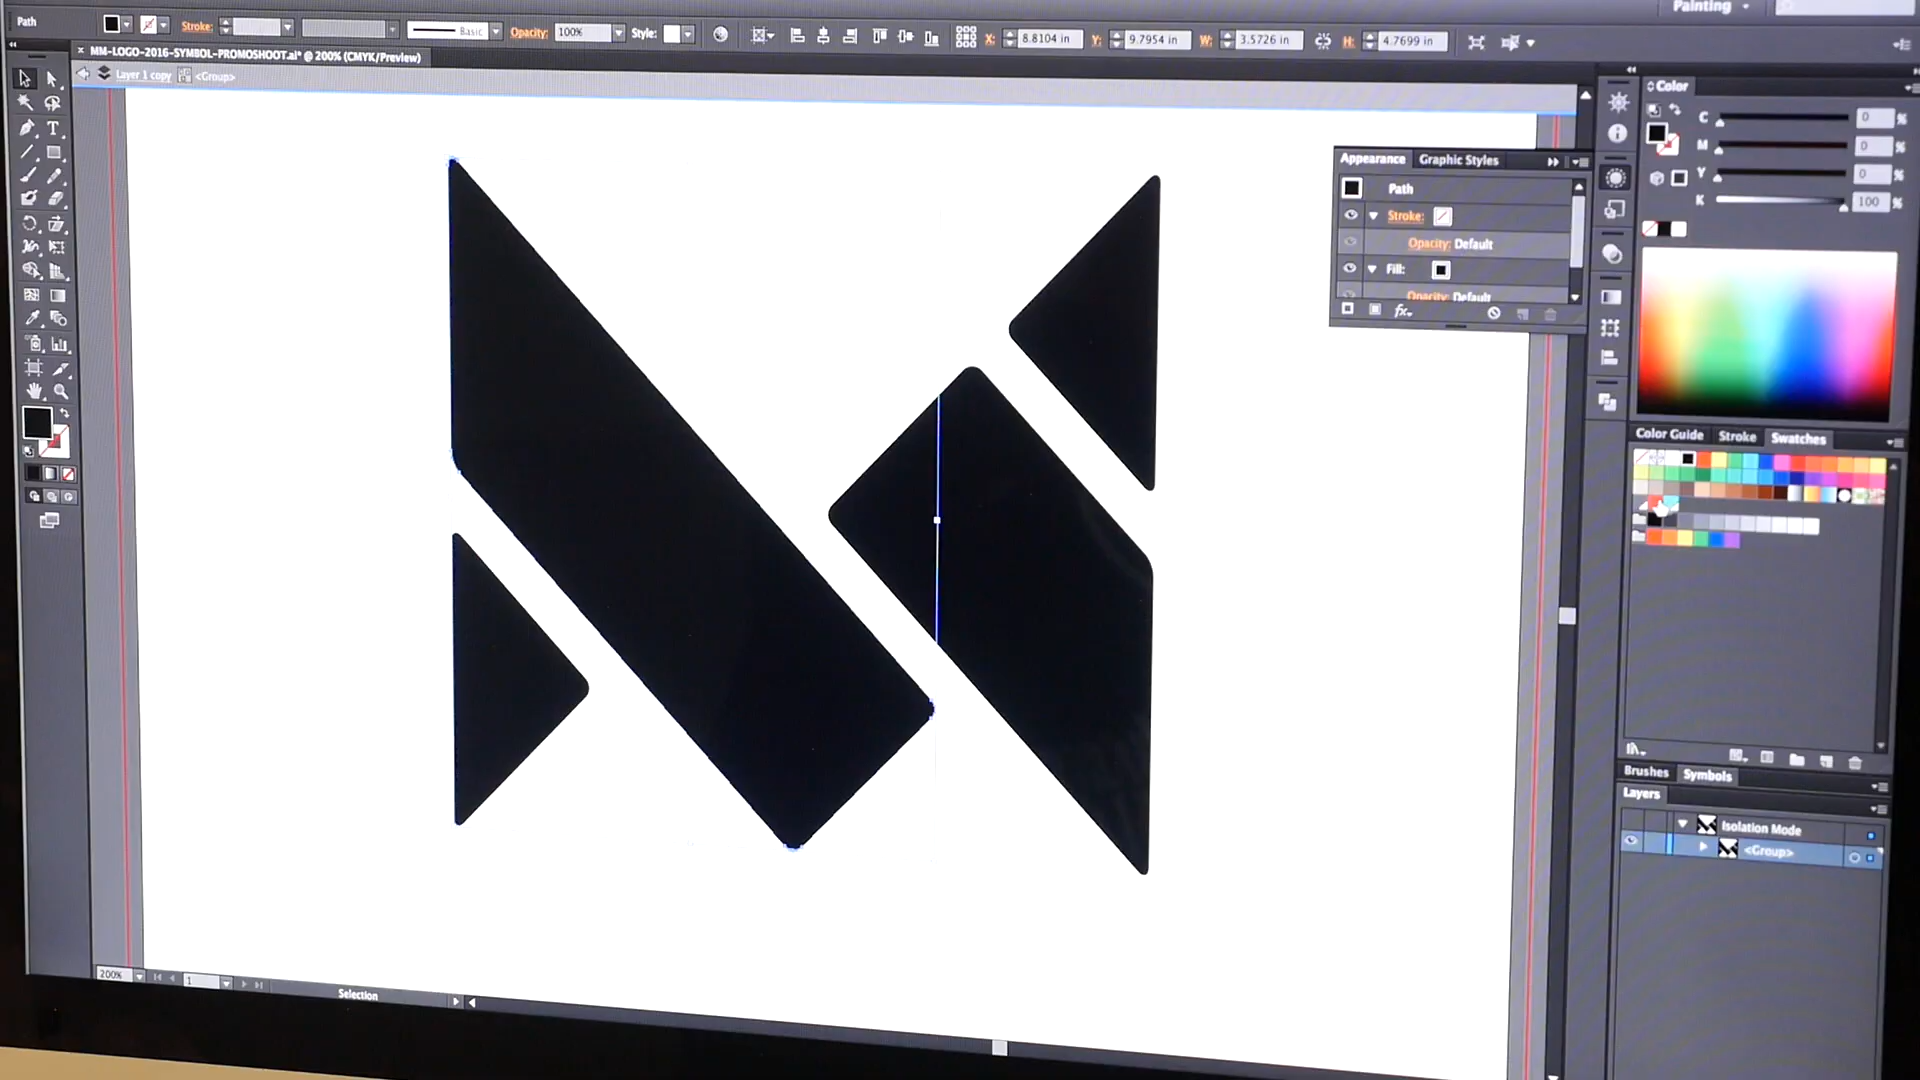 Painting
Path
Stroke:
Basic
Opacity: 100%
Style:
X: 8.8104 in
Y: 9.7954 in
W: 3.5726 in
H: 4.7699 in
MM-LOGO-2016-SYMBOL-PROMOSHOOT.ai* @ 200% (CMYK/Preview)
Layer 1 copy <Group>
Color
C 0 %
M 0 %
Y 0 %
K 100 %
Appearance Graphic Styles
Path
Stroke:
Opacity: Default
Fill:
Opacity: Default
fx
Color Guide Stroke Swatches
Brushes Symbols
Layers
Isolation Mode
<Group>
200%
1
Selection